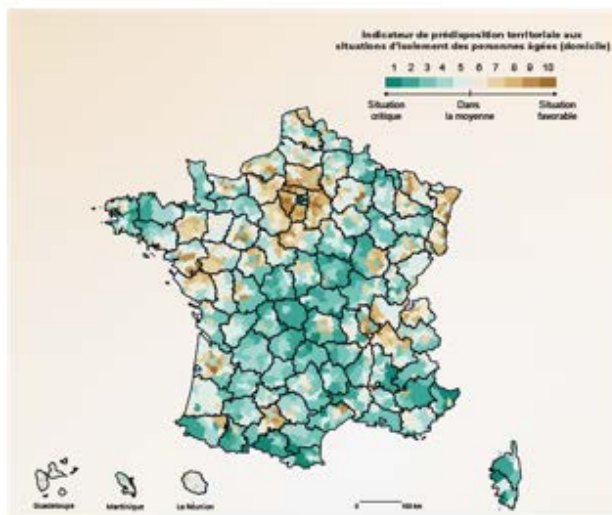 Indicateur de prédisposition territoriale aux
situations d'isolement des personnes âgées (domicile)
1 2 3 4 5 6 7 8 9 10
Situation critique
Dans la moyenne
Situation favorable
Guadeloupe
Martinique
La Réunion
0 100 km